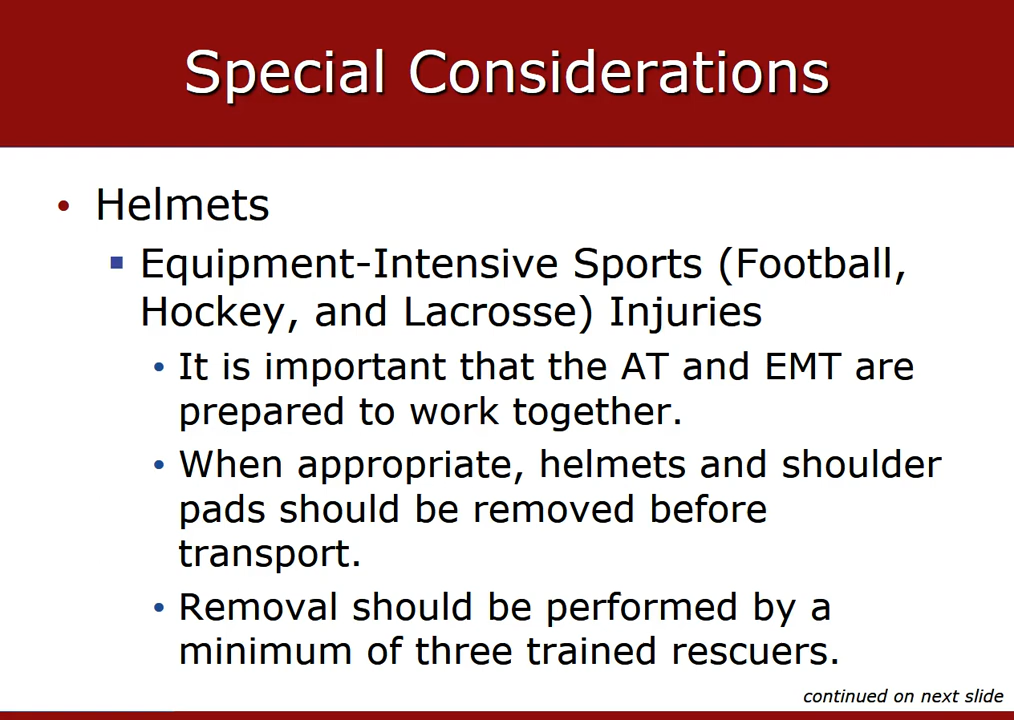 Special Considerations
• Helmets
▪ Equipment-Intensive Sports (Football,
Hockey, and Lacrosse) Injuries
• It is important that the AT and EMT are
prepared to work together.
• When appropriate, helmets and shoulder
pads should be removed before
transport.
• Removal should be performed by a
minimum of three trained rescuers.
continued on next slide